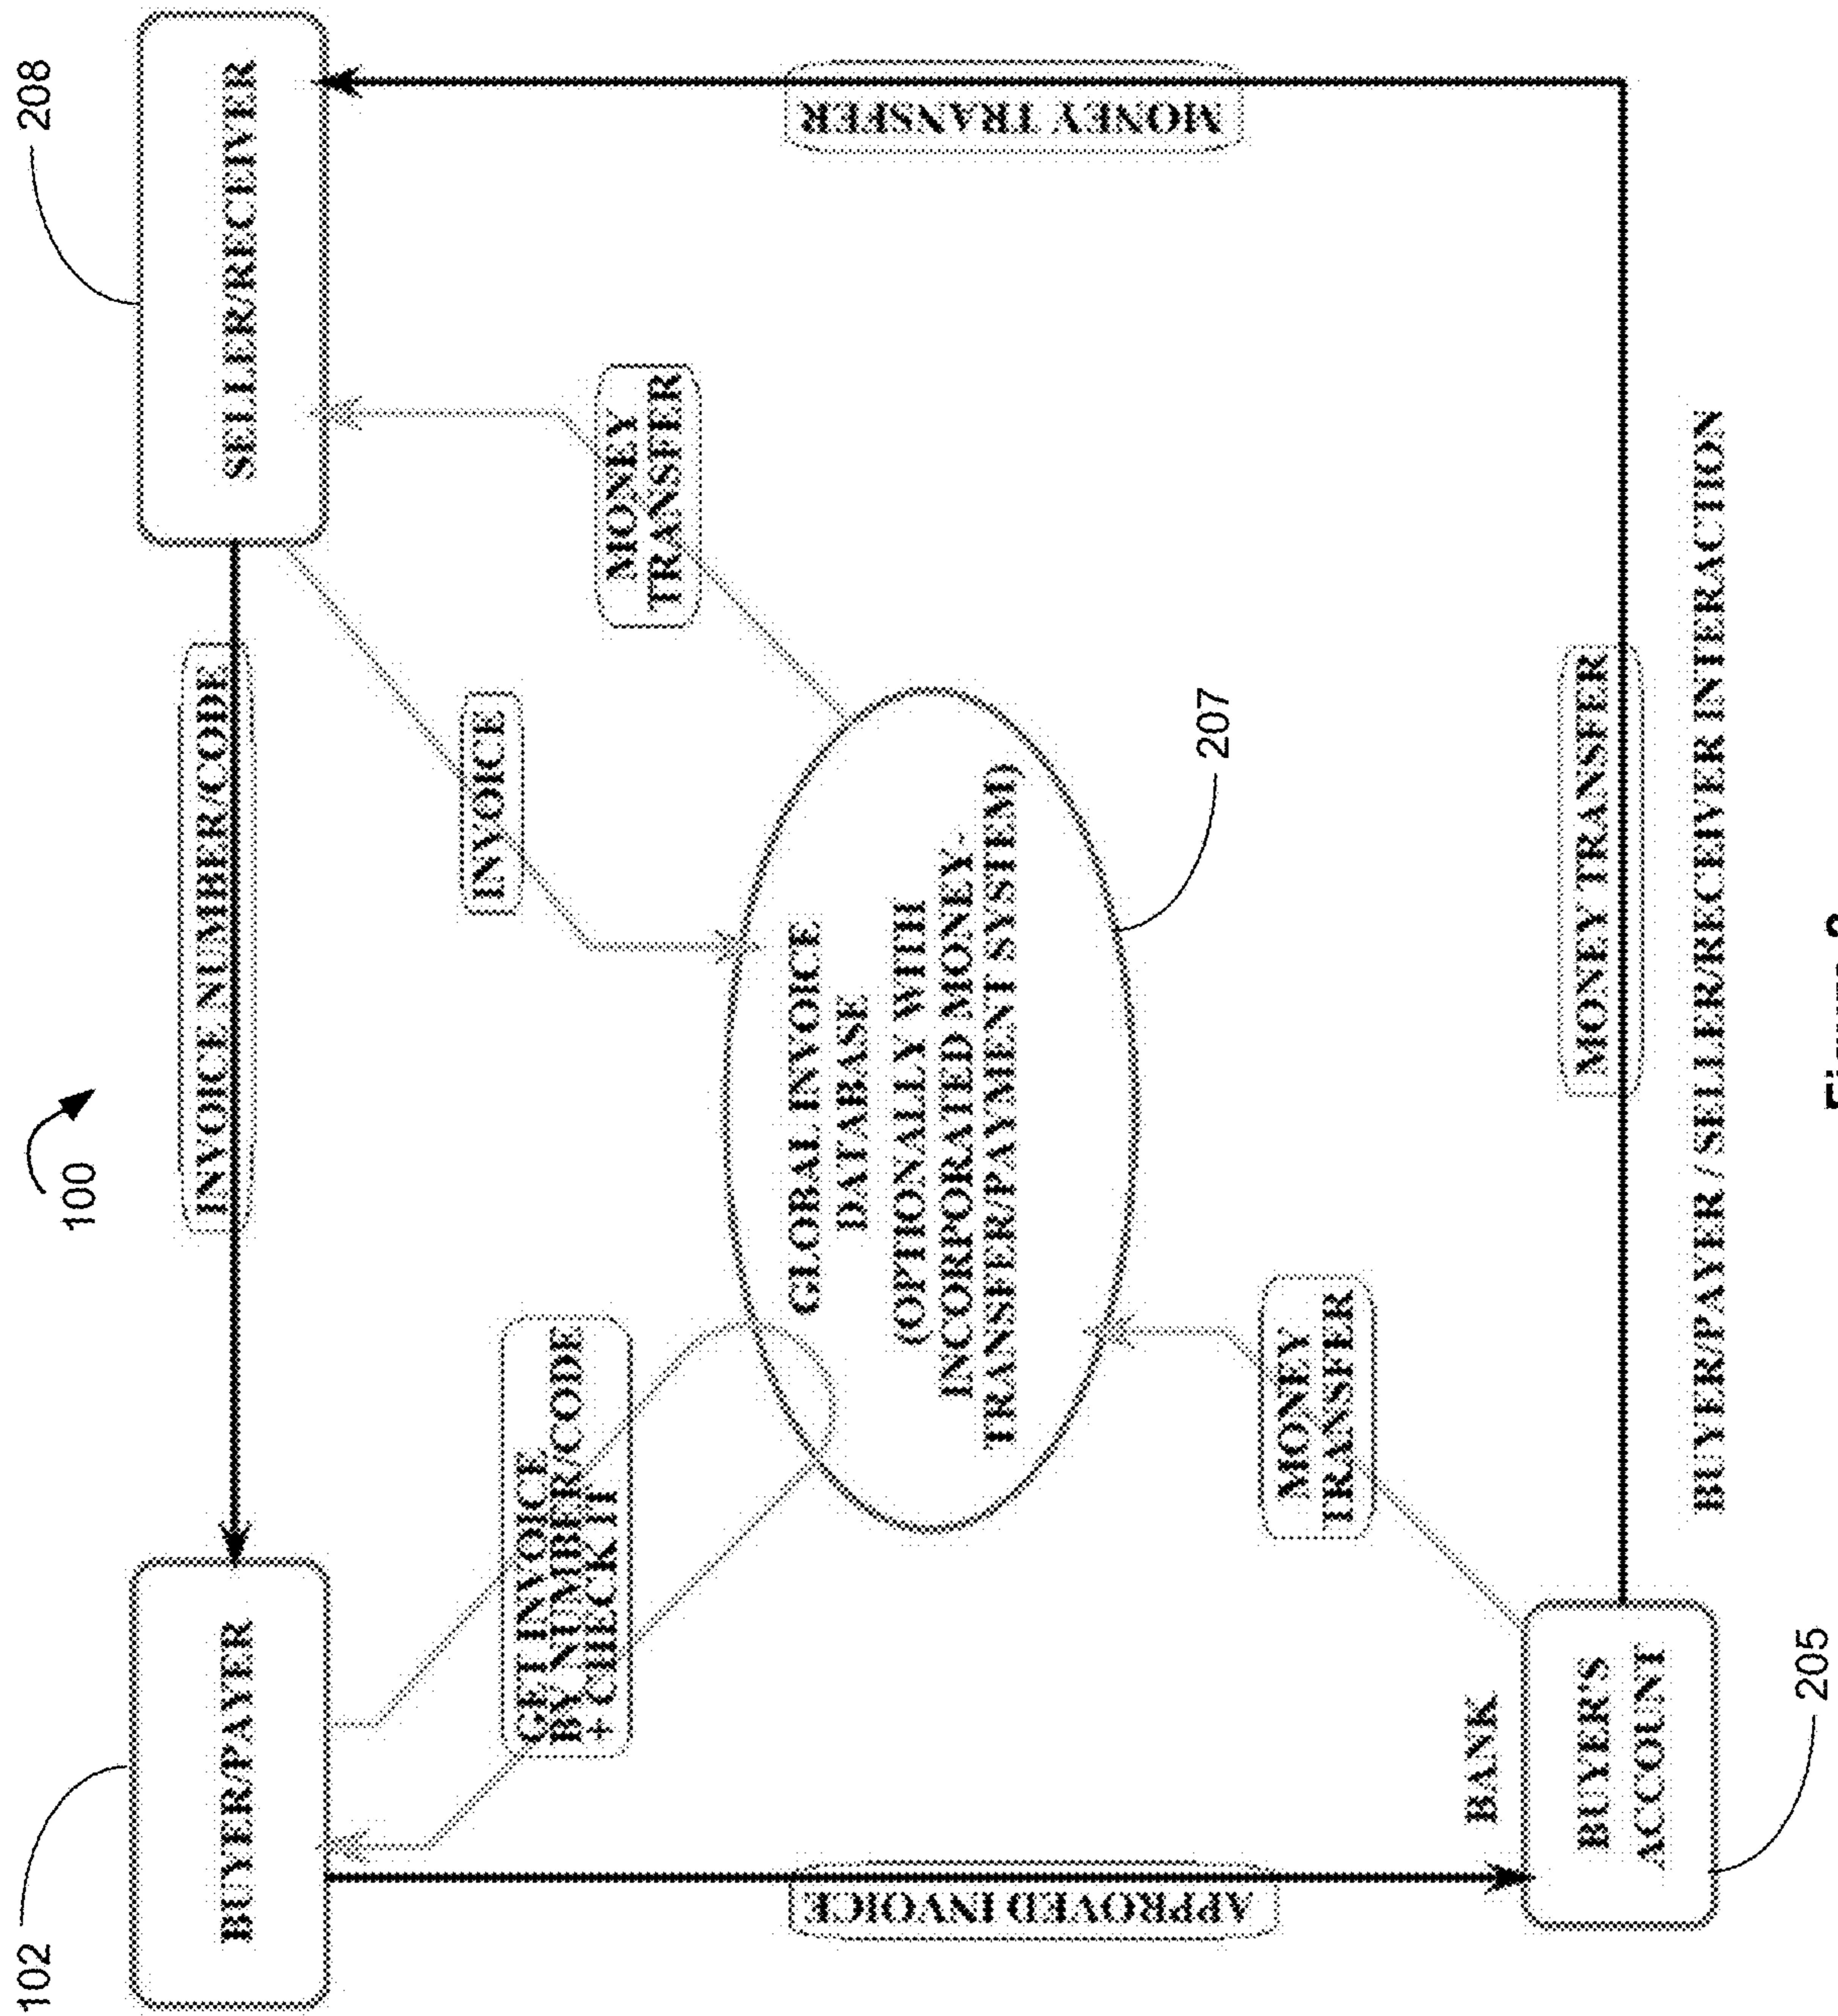 100
102
208
BUYER/PAYER
INVOICE NUMBER/CODE
SELLER/RECEIVER
GET INVOICE
BY NUMBER/CODE
+ CHECK IT
INVOICE
MONEY
TRANSFER
APPROVED INVOICE
GLOBAL INVOICE
DATABASE
(OPTIONALLY WITH
INCORPORATED MONEY-
TRANSFER/PAYMENT SYSTEM)
MONEY TRANSFER
207
MONEY
TRANSFER
BANK
BUYER'S
ACCOUNT
MONEY TRANSFER
205
BUYER/PAYER / SELLER/RECEIVER INTERACTION